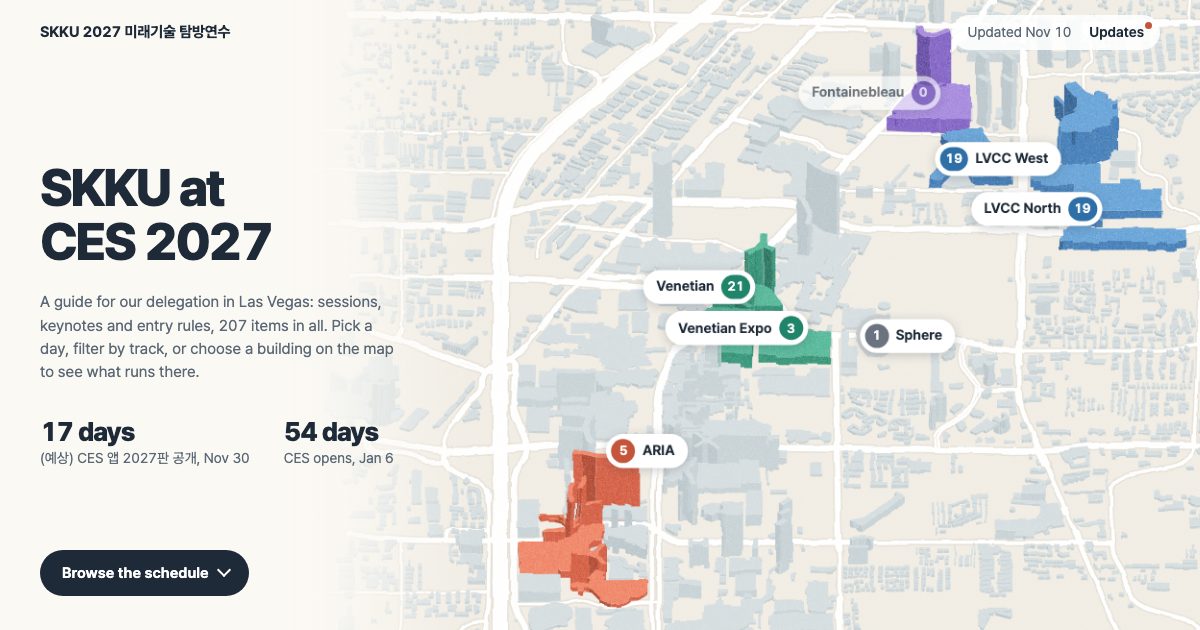 SKKU 2027 미래기술 탐방연수
Updated Nov 10 Updates
SKKU at
CES 2027
A guide for our delegation in Las Vegas: sessions,
keynotes and entry rules, 207 items in all. Pick a
day, filter by track, or choose a building on the map
to see what runs there.
17 days
(예상) CES 앱 2027판 공개, Nov 30
54 days
CES opens, Jan 6
Browse the schedule
Fontainebleau 0
19 LVCC West
LVCC North 19
Venetian 21
Venetian Expo 3
1 Sphere
5 ARIA